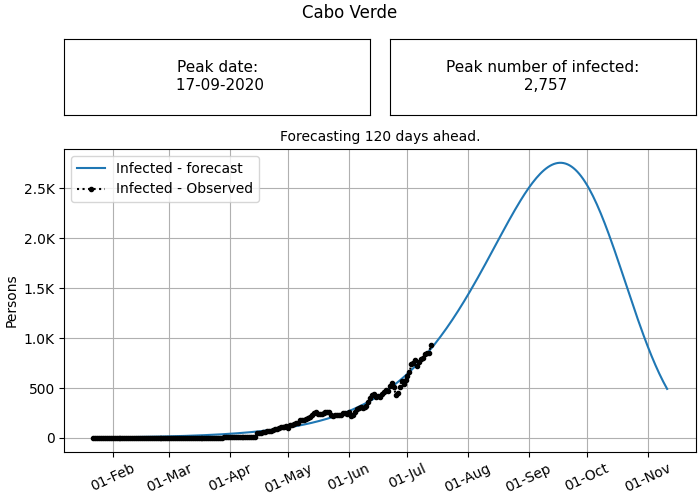 Cabo Verde
Peak date:
17-09-2020
Peak number of infected:
2,757
Forecasting 120 days ahead.
Infected - forecast
Infected - Observed
2.5K
2.0K
1.5K
1.0K
500
0
Persons
01-Feb
01-Mar
01-Apr
01-May
01-Jun
01-Jul
01-Aug
01-Sep
01-Oct
01-Nov